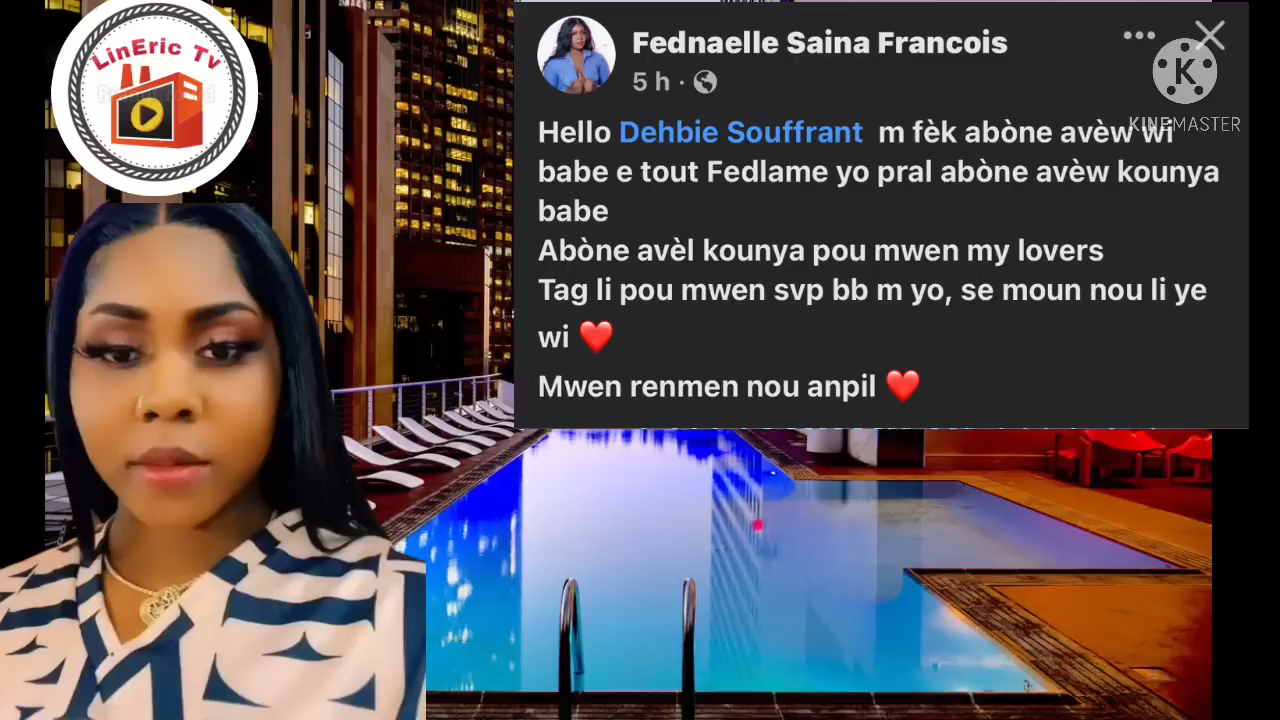 LinEric Tv
Fednaelle Saina Francois
5 h ·
K
KINEMASTER
Hello Dehbie Souffrant m fèk abòne avèw wi
babe e tout Fedlame yo pral abòne avèw kounya
babe
Abòne avèl kounya pou mwen my lovers
Tag li pou mwen svp bb m yo, se moun nou li ye
wi ❤️
Mwen renmen nou anpil ❤️